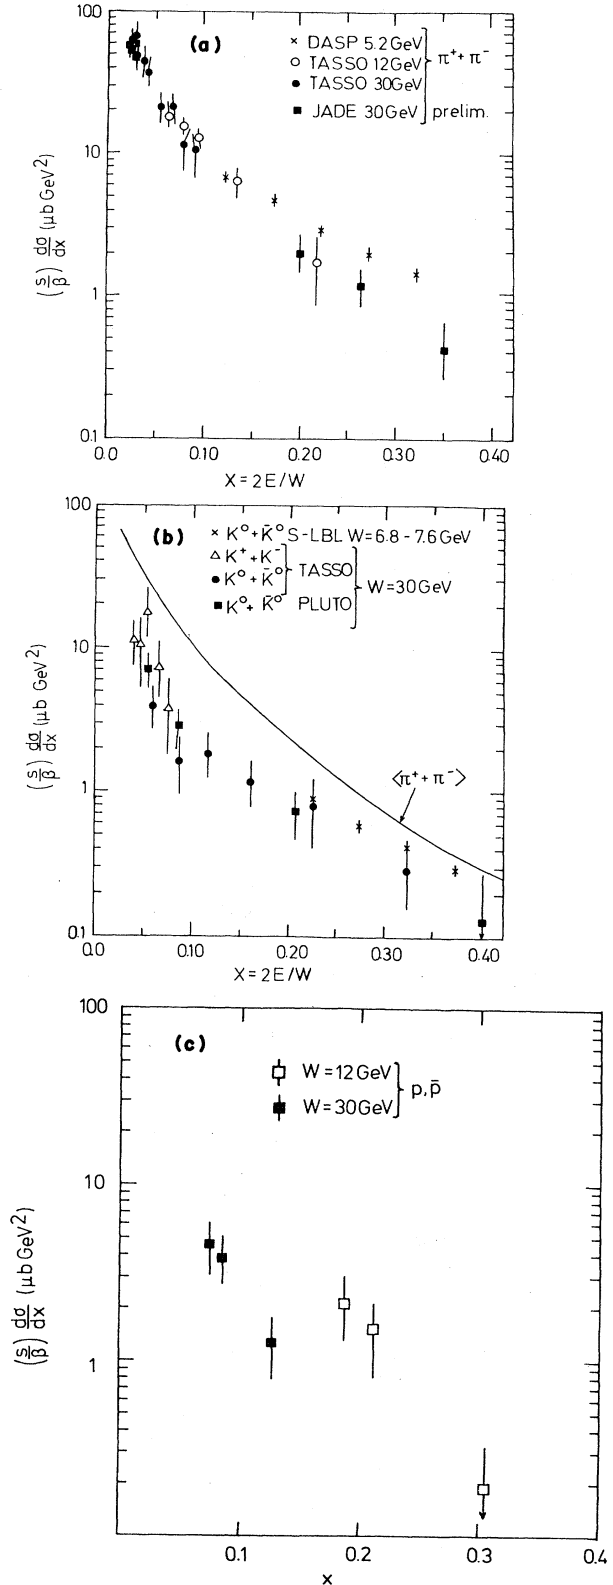 100.
(a)
× DASP 5.2GeV
○ TASSO 12GeV
● TASSO 30GeV
■ JADE 30GeV
π⁺+π⁻
prelim.
10
1
0.1
(s/β) dσ/dx (μb GeV²)
0.0 0.10 0.20 0.30 0.40
X = 2E/W
100
(b)
× K⁰+K̄⁰ S-LBL W=6.8-7.6GeV
△ K⁺+K⁻
● K⁰+K̄⁰
TASSO
■ K⁰+K̄⁰ PLUTO
W=30GeV
10
1
0.1
(s/β) dσ/dx (μb GeV²)
⟨π⁺+π⁻⟩
0.0 0.10 0.20 0.30 0.40
X = 2E/W
100
(c)
□ W=12GeV
■ W=30GeV
p,p̄
10
1
(s/β) dσ/dx (μb GeV²)
0.1 0.2 0.3 0.4
x